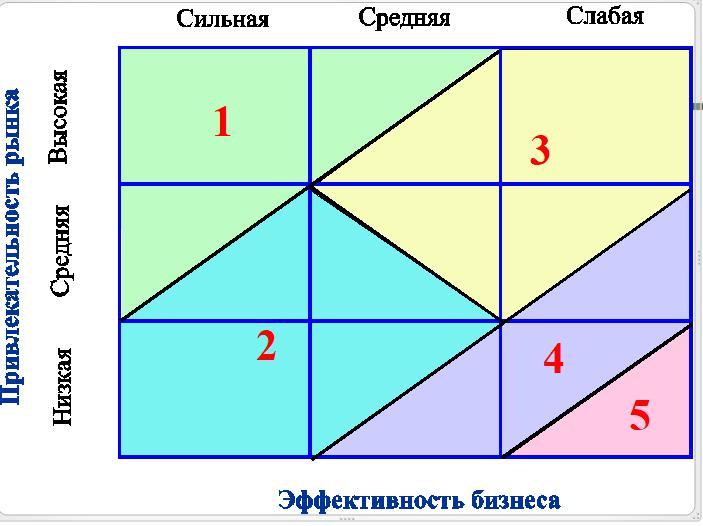 Сильная
Средняя
Слабая
Привлекательность рынка
Высокая
Средняя
Низкая
1
3
2
4
5
Эффективность бизнеса